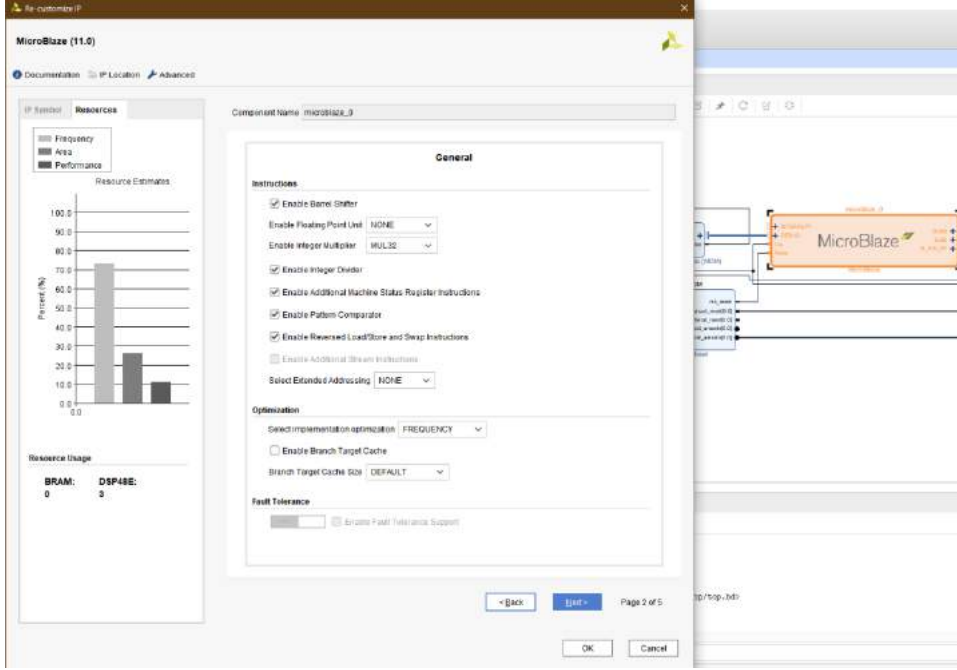 Re-customize IP
MicroBlaze (11.0)
Documentation IP Location Advanced
IP Symbol Resources
Frequency
Area
Performance
Resource Estimates
Percent (%)
100.0
90.0
80.0
70.0
60.0
50.0
40.0
30.0
20.0
10.0
0.0
0.0
Resource Usage
BRAM: DSP48E:
0 3
Component Name microblaze_0
General
Instructions
Enable Barrel Shifter
Enable Floating Point Unit NONE
Enable Integer Multiplier MUL32
Enable Integer Divider
Enable Additional Machine Status Register Instructions
Enable Pattern Comparator
Enable Reversed Load/Store and Swap Instructions
Enable Additional Stream Instructions
Select Extended Addressing NONE
Optimization
Select implementation optimization FREQUENCY
Enable Branch Target Cache
Branch Target Cache Size DEFAULT
Fault Tolerance
Enable Fault Tolerance Support
< Back Next > Page 2 of 5
OK Cancel
microblaze_0
MicroBlaze
MicroBlaze
op/top.bd>